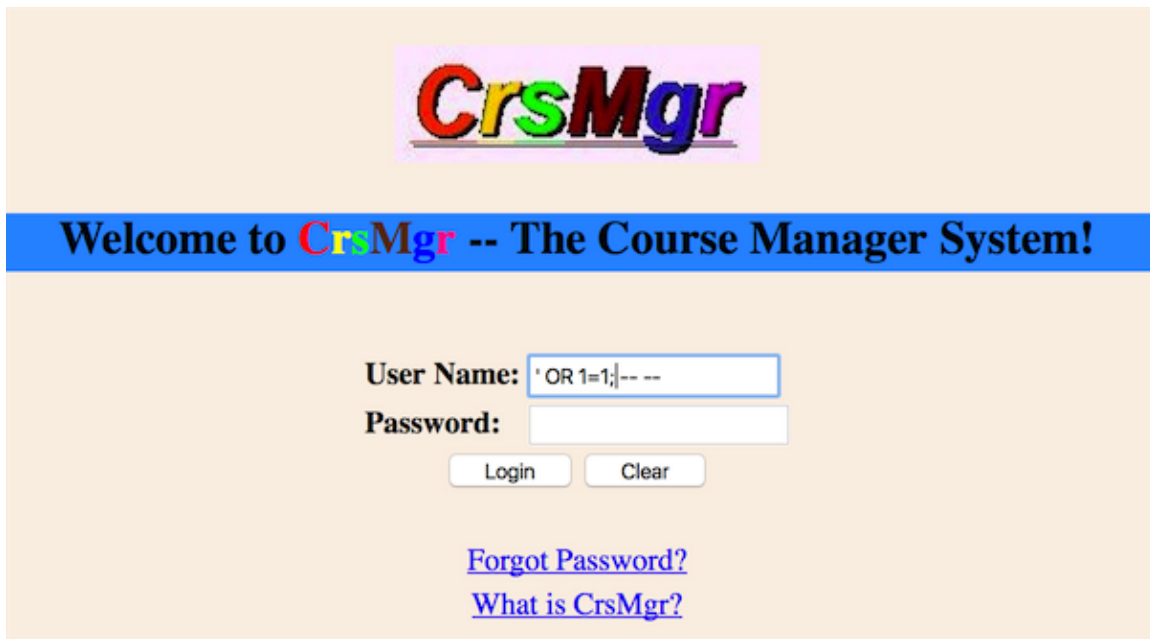 CrsMgr
Welcome to CrsMgr -- The Course Manager System!
User Name: ' OR 1=1;-- --
Password:
Login Clear
Forgot Password?
What is CrsMgr?